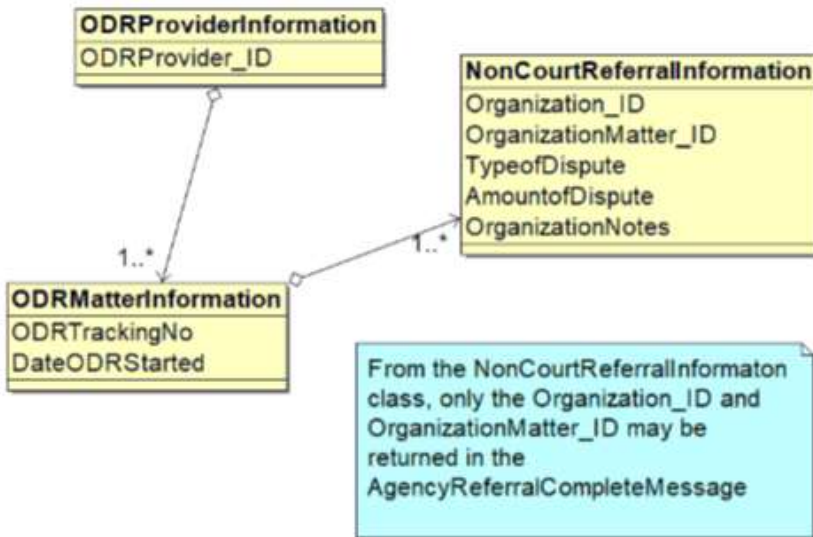 ODRProviderInformation
ODRProvider_ID
NonCourtReferralInformation
Organization_ID
OrganizationMatter_ID
TypeofDispute
AmountofDispute
OrganizationNotes
1..*
1..*
ODRMatterInformation
ODRTrackingNo
DateODRStarted
From the NonCourtReferralInformaton
class, only the Organization_ID and
OrganizationMatter_ID may be
returned in the
AgencyReferralCompleteMessage